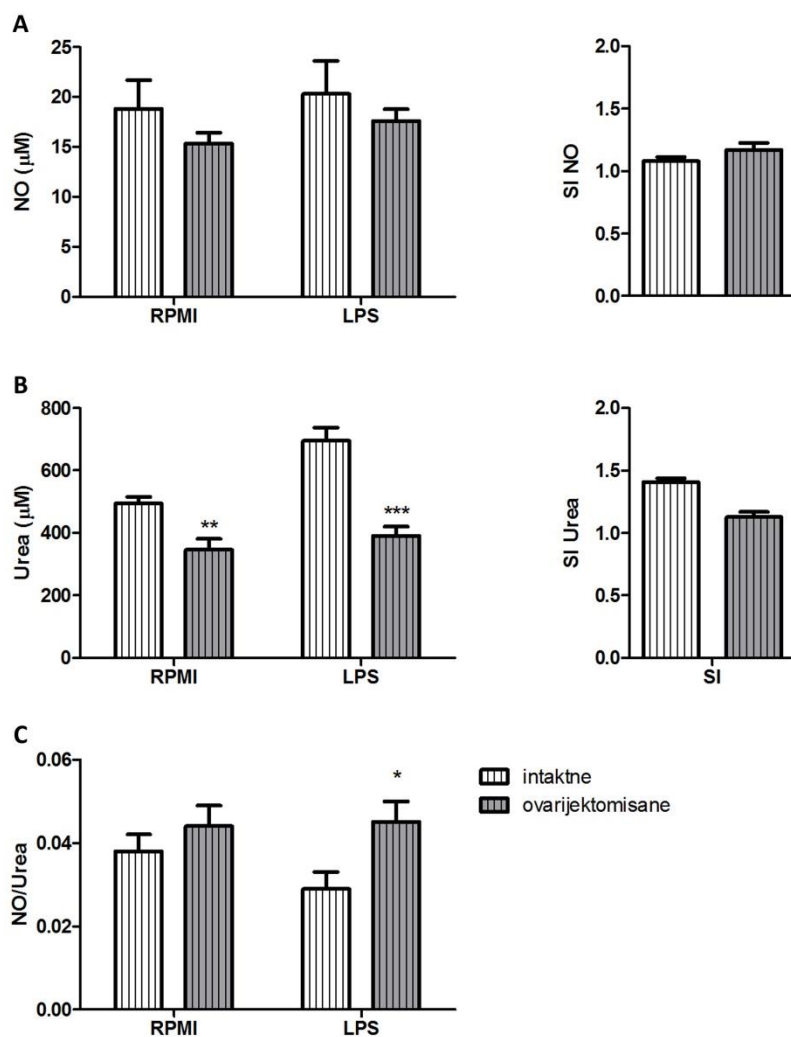 A
NO (µM)
25
20
15
10
5
0
RPMI
LPS
SI NO
2.0
1.5
1.0
0.5
0.0
B
Urea (µM)
800
600
400
200
0
**
***
RPMI
LPS
SI Urea
2.0
1.5
1.0
0.5
0.0
SI
C
NO/Urea
0.06
0.04
0.02
0.00
*
RPMI
LPS
intaktne
ovarijektomisane